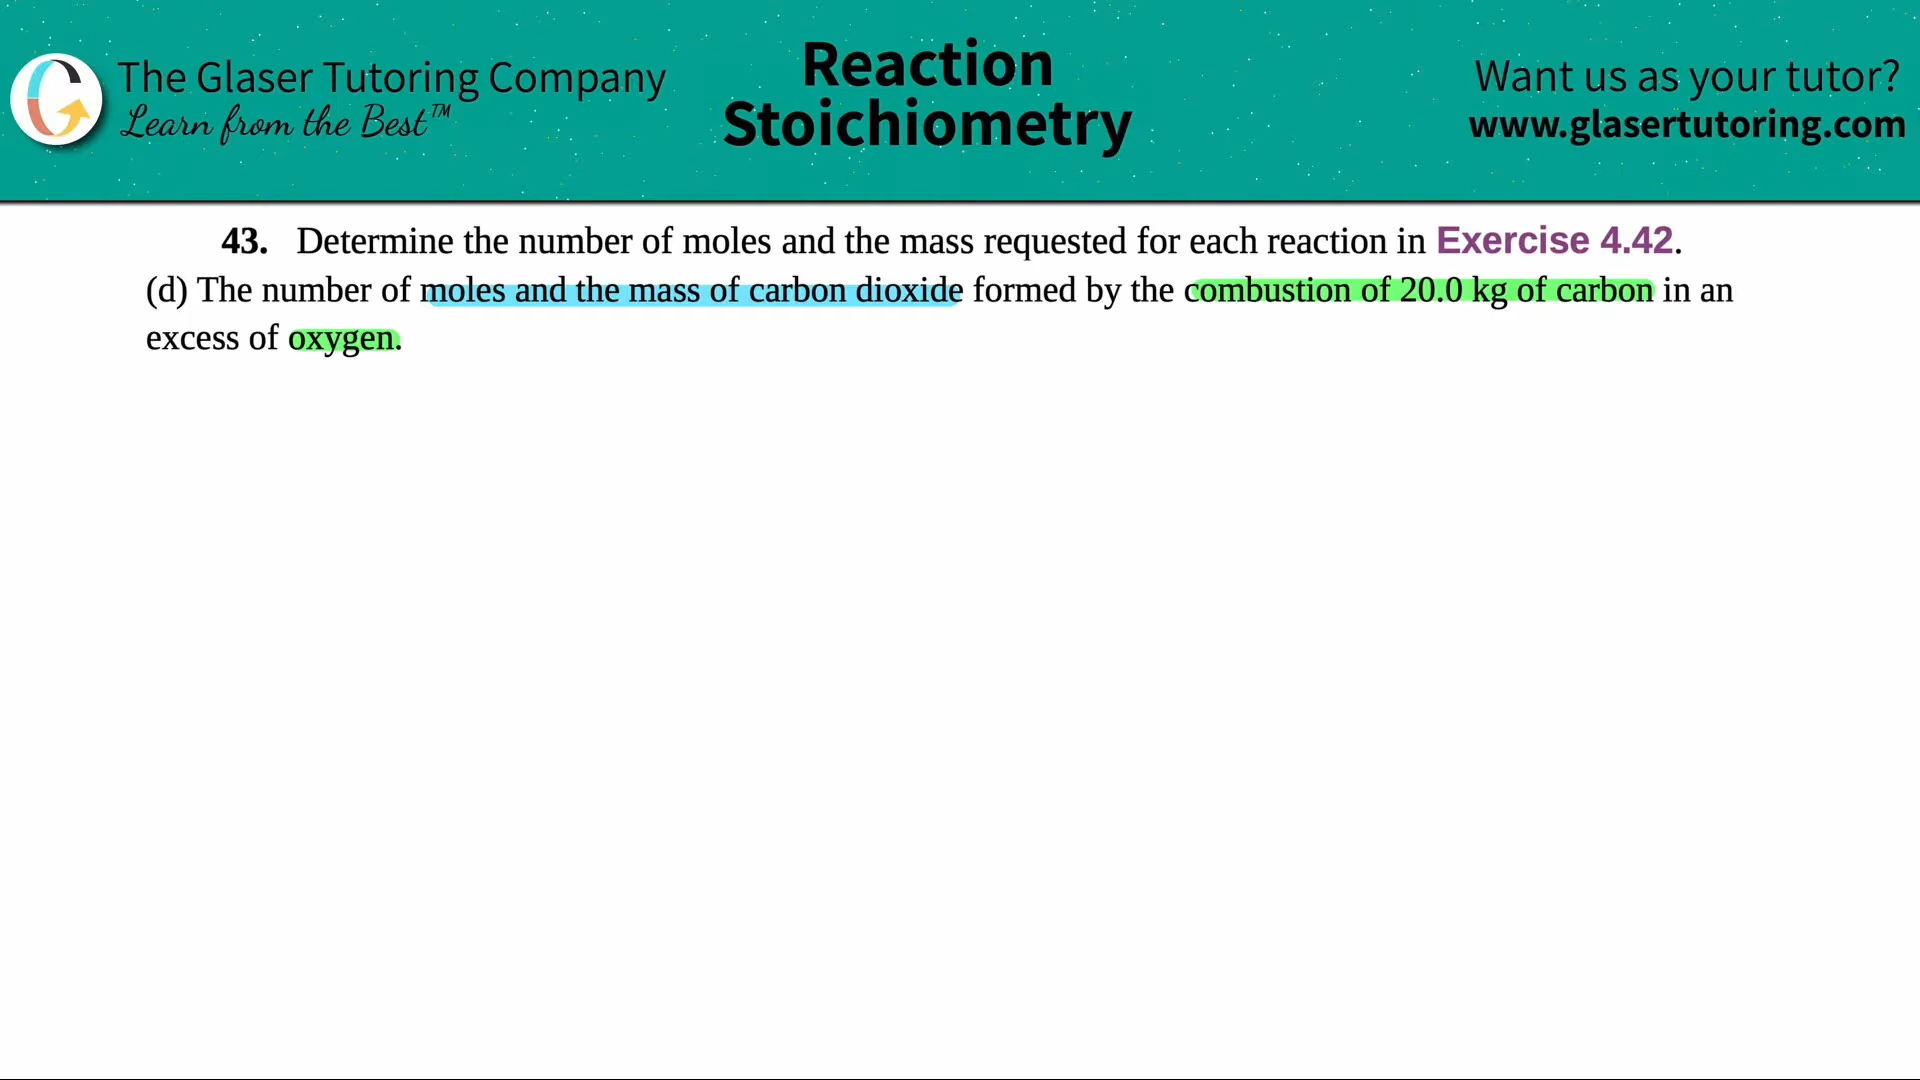 The Glaser Tutoring Company
Learn from the Best™
Reaction
Stoichiometry
Want us as your tutor?
www.glasertutoring.com
43. Determine the number of moles and the mass requested for each reaction in Exercise 4.42.
(d) The number of moles and the mass of carbon dioxide formed by the combustion of 20.0 kg of carbon in an
excess of oxygen.